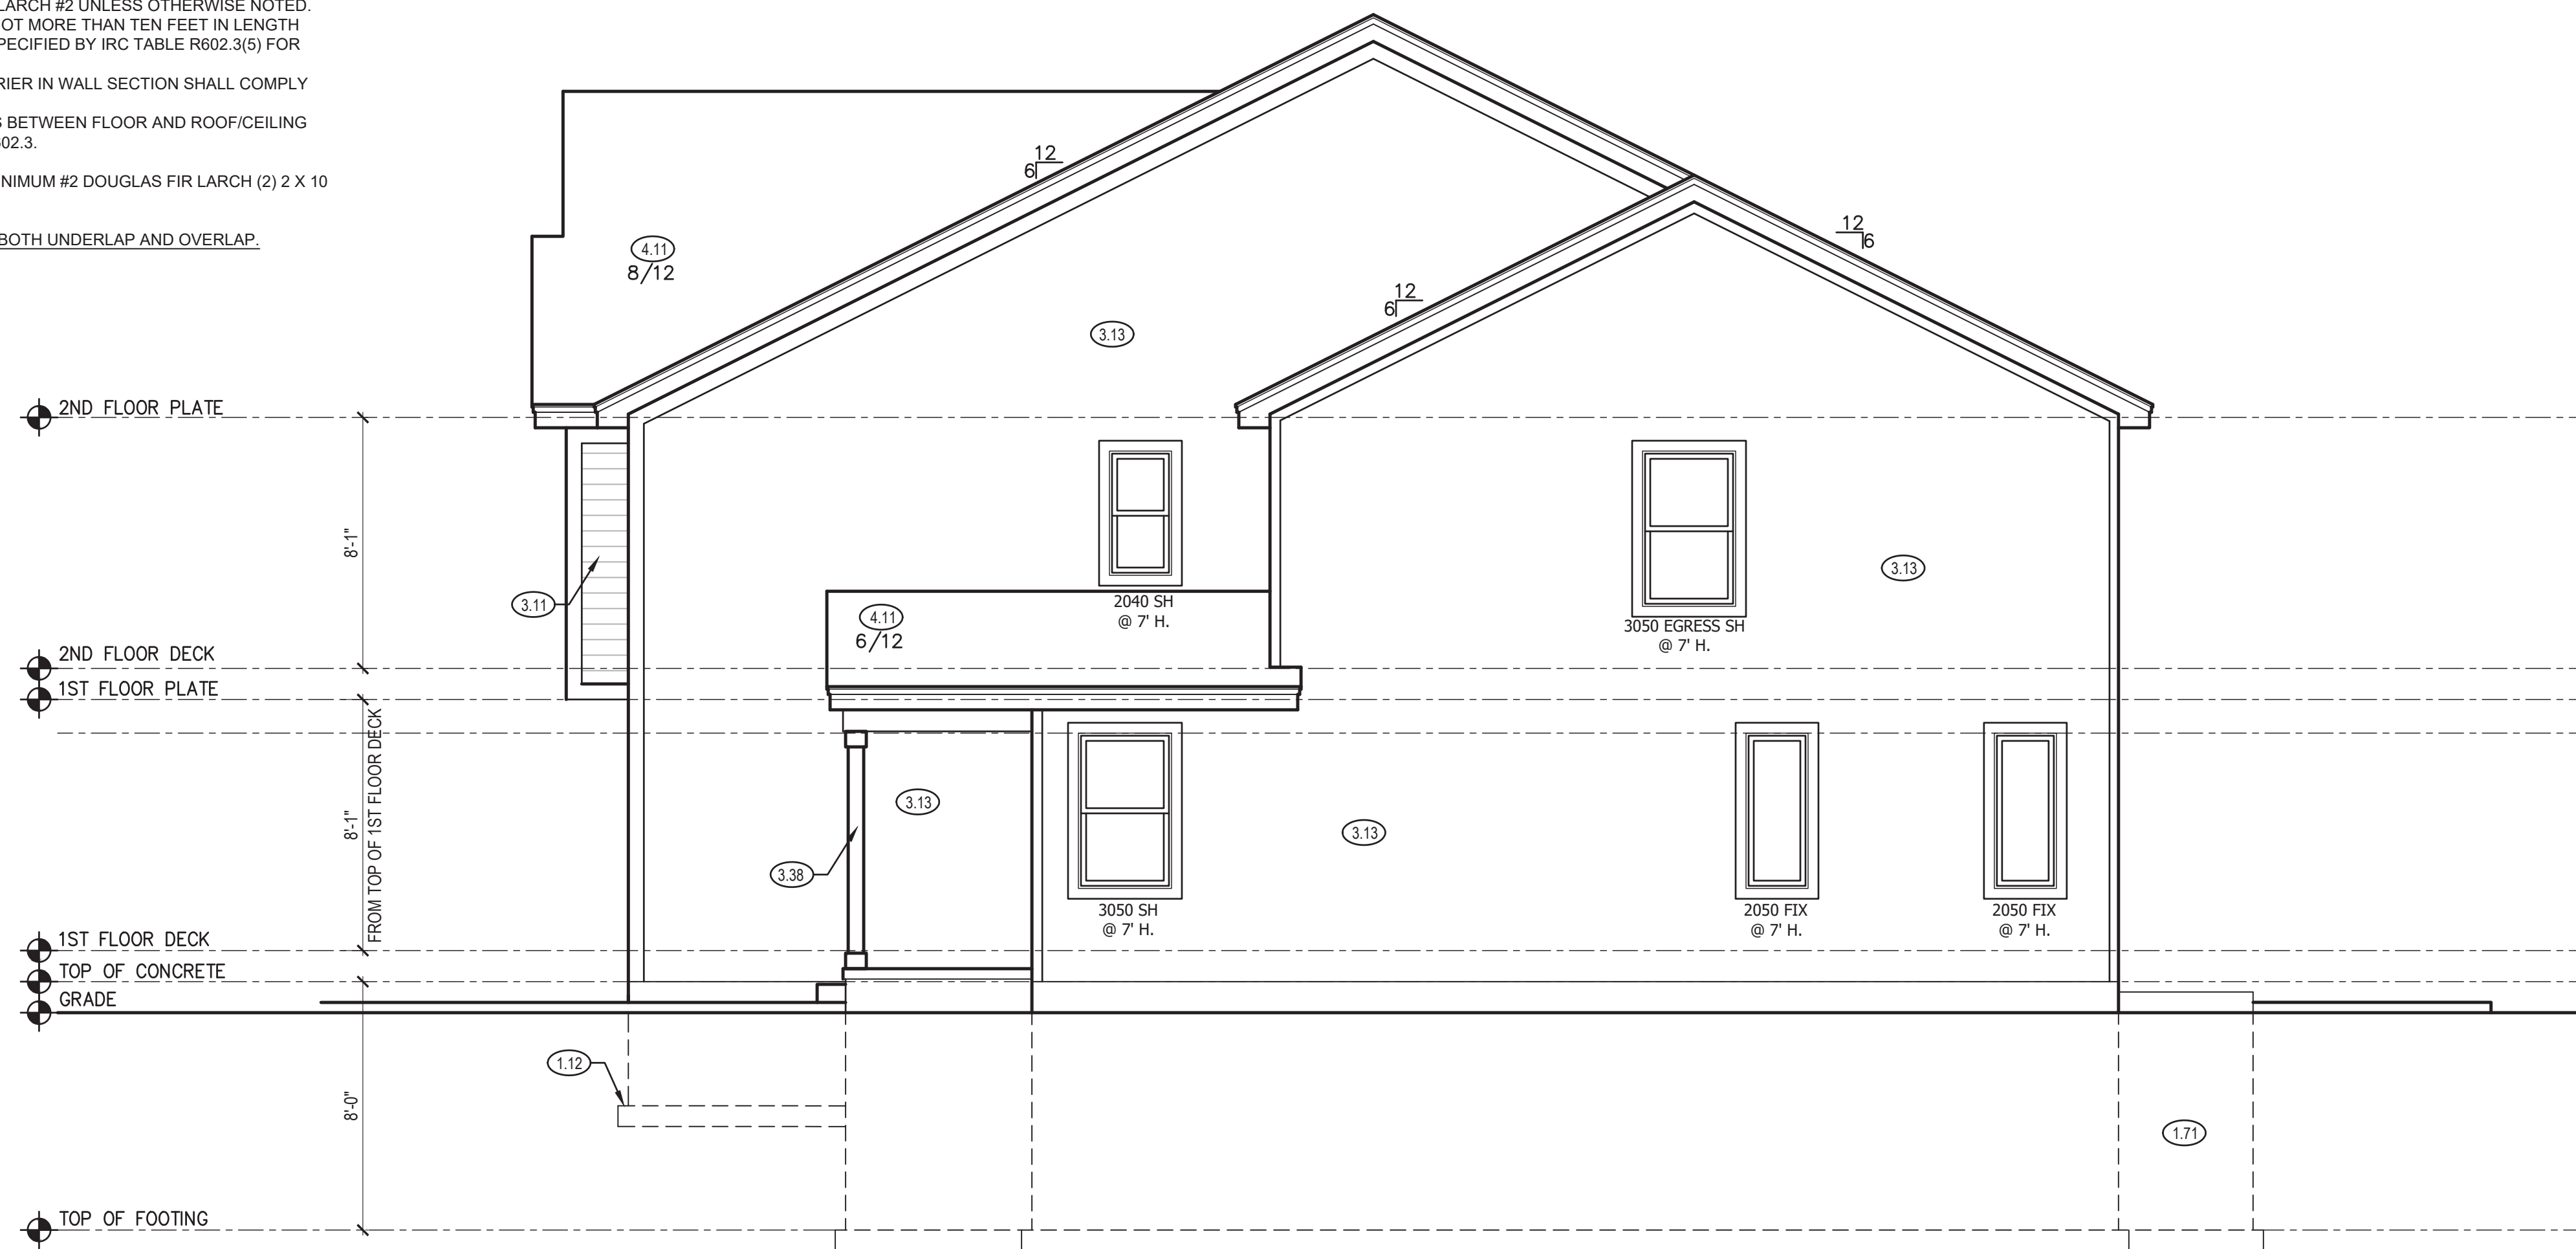 LARCH #2 UNLESS OTHERWISE NOTED.
OT MORE THAN TEN FEET IN LENGTH
PECIFIED BY IRC TABLE R602.3(5) FOR
RIER IN WALL SECTION SHALL COMPLY
S BETWEEN FLOOR AND ROOF/CEILING
602.3.
NIMUM #2 DOUGLAS FIR LARCH (2) 2 X 10
BOTH UNDERLAP AND OVERLAP.
12
6
12
6
12
6
4.11
8/12
3.13
2ND FLOOR PLATE
8'-1"
3.11
2040 SH
@ 7' H.
4.11
6/12
3050 EGRESS SH
@ 7' H.
3.13
2ND FLOOR DECK
1ST FLOOR PLATE
8'-1"
FROM TOP OF 1ST FLOOR DECK
3.13
3.38
3050 SH
@ 7' H.
3.13
2050 FIX
@ 7' H.
2050 FIX
@ 7' H.
1ST FLOOR DECK
TOP OF CONCRETE
GRADE
1.12
8'-0"
1.71
TOP OF FOOTING